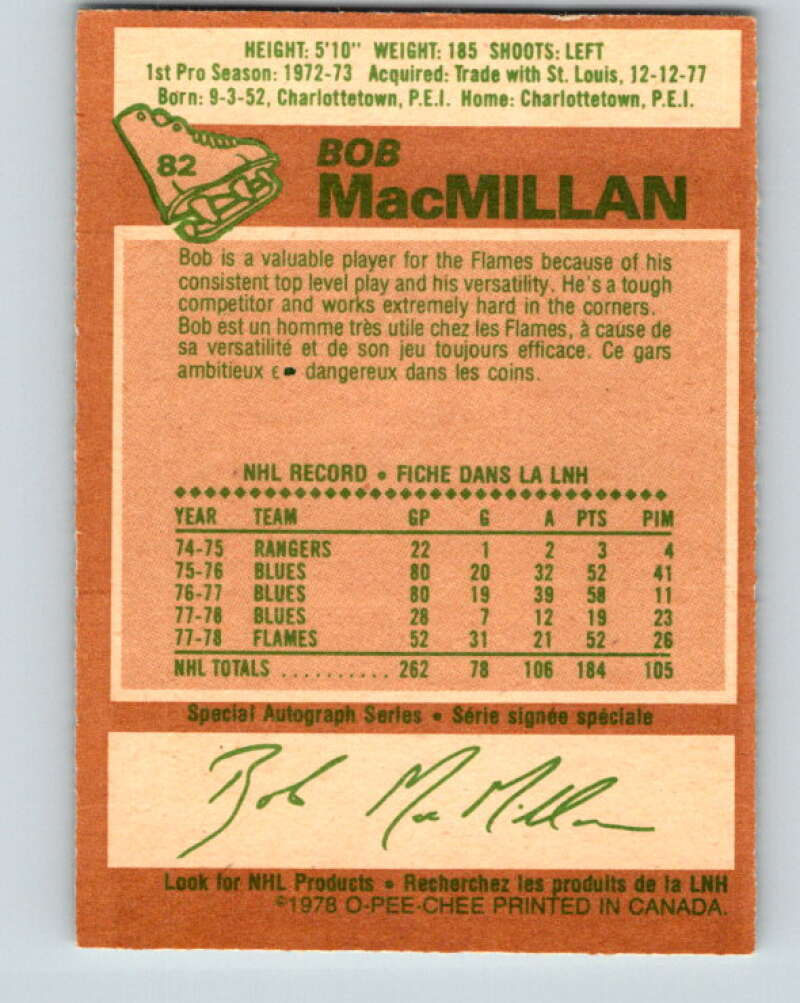 HEIGHT: 5'10" WEIGHT: 185 SHOOTS: LEFT
1st Pro Season: 1972-73 Acquired: Trade with St. Louis, 12-12-77
Born: 9-3-52, Charlottetown, P.E.I. Home: Charlottetown, P.E.I.
82
BOB
MacMILLAN
Bob is a valuable player for the Flames because of his
consistent top level play and his versatility. He's a tough
competitor and works extremely hard in the corners.
Bob est un homme très utile chez les Flames, à cause de
sa versatilité et de son jeu toujours efficace. Ce gars
ambitieux dangereux dans les coins.
NHL RECORD • FICHE DANS LA LNH
YEAR TEAM GP G A PTS PIM
74-75 RANGERS 22 1 2 3 4
75-76 BLUES 80 20 32 52 41
76-77 BLUES 80 19 39 58 11
77-78 BLUES 28 7 12 19 23
77-78 FLAMES 52 31 21 52 26
NHL TOTALS .......... 262 78 106 184 105
Special Autograph Series • Série signée spéciale
Bob MacMillan
Look for NHL Products • Recherchez les produits de la LNH
©1978 O-PEE-CHEE PRINTED IN CANADA.